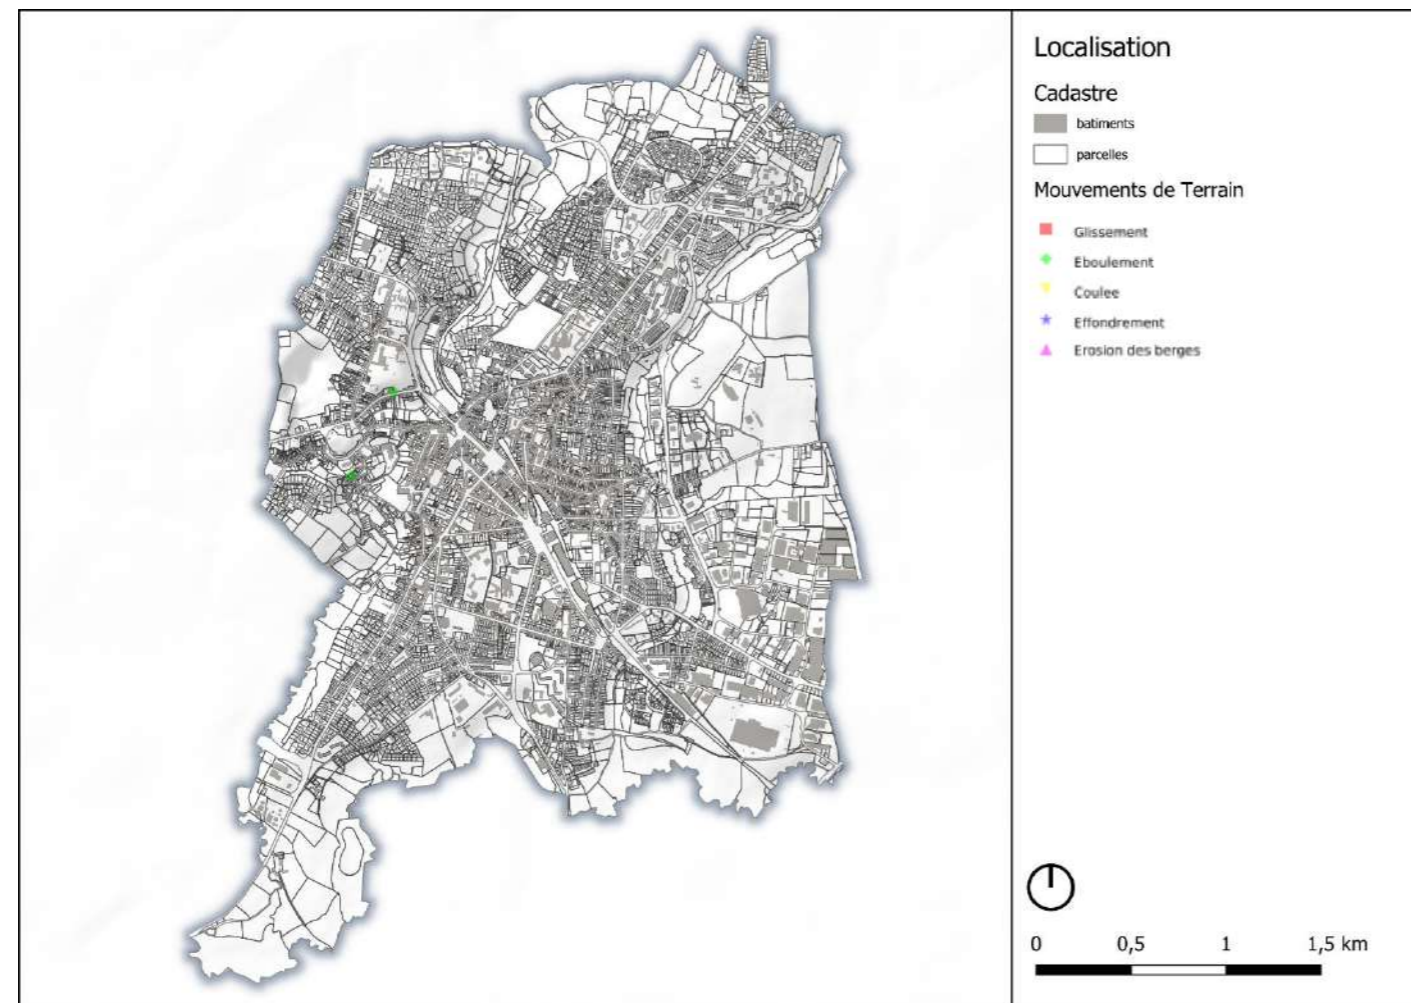 Localisation
Cadastre
batiments
parcelles
Mouvements de Terrain
Glissement
Eboulement
Coulee
Effondrement
Erosion des berges
0 0,5 1 1,5 km